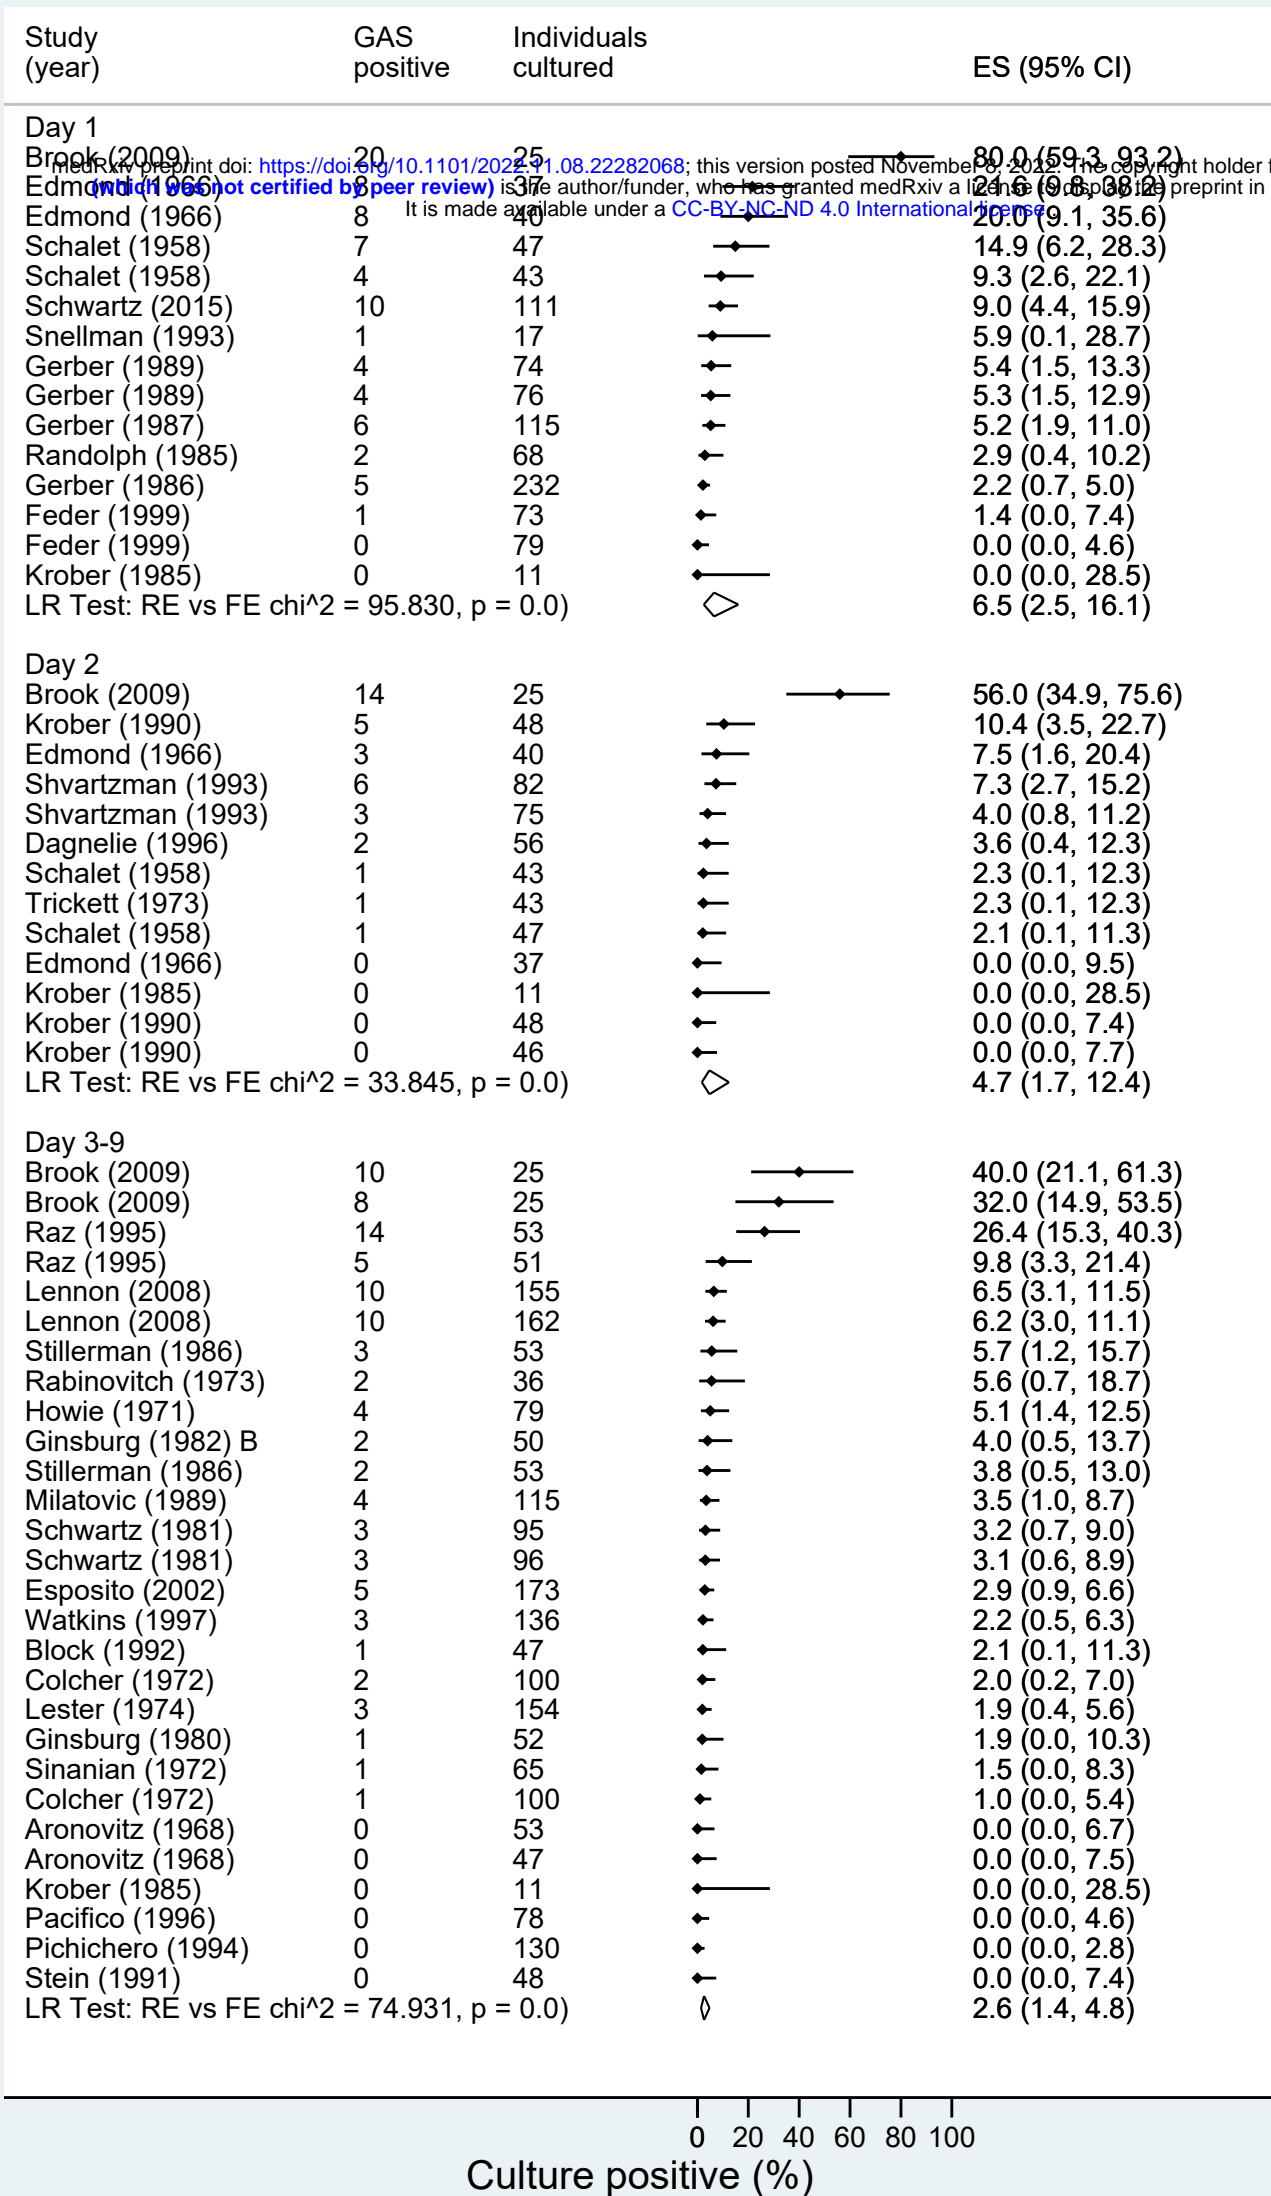 Study GAS Individuals
(year) positive cultured ES (95% CI)
Day 1
Brook (2009) 20 25 80.0 (59.3, 93.2)
medRxiv preprint doi: https://doi.org/10.1101/2022.11.08.22282068; this version posted November 8, 2022. The copyright holder
Edmond (1966) 8 37 21.6 (9.8, 38.2)
(which was not certified by peer review) is the author/funder, who has granted medRxiv a license to display the preprint in
It is made available under a CC-BY-NC-ND 4.0 International license .
Edmond (1966) 8 40 20.0 (9.1, 35.6)
Schalet (1958) 7 47 14.9 (6.2, 28.3)
Schalet (1958) 4 43 9.3 (2.6, 22.1)
Schwartz (2015) 10 111 9.0 (4.4, 15.9)
Snellman (1993) 1 17 5.9 (0.1, 28.7)
Gerber (1989) 4 74 5.4 (1.5, 13.3)
Gerber (1989) 4 76 5.3 (1.5, 12.9)
Gerber (1987) 6 115 5.2 (1.9, 11.0)
Randolph (1985) 2 68 2.9 (0.4, 10.2)
Gerber (1986) 5 232 2.2 (0.7, 5.0)
Feder (1999) 1 73 1.4 (0.0, 7.4)
Feder (1999) 0 79 0.0 (0.0, 4.6)
Krober (1985) 0 11 0.0 (0.0, 28.5)
LR Test: RE vs FE chi^2 = 95.830, p = 0.0) 6.5 (2.5, 16.1)
Day 2
Brook (2009) 14 25 56.0 (34.9, 75.6)
Krober (1990) 5 48 10.4 (3.5, 22.7)
Edmond (1966) 3 40 7.5 (1.6, 20.4)
Shvartzman (1993) 6 82 7.3 (2.7, 15.2)
Shvartzman (1993) 3 75 4.0 (0.8, 11.2)
Dagnelie (1996) 2 56 3.6 (0.4, 12.3)
Schalet (1958) 1 43 2.3 (0.1, 12.3)
Trickett (1973) 1 43 2.3 (0.1, 12.3)
Schalet (1958) 1 47 2.1 (0.1, 11.3)
Edmond (1966) 0 37 0.0 (0.0, 9.5)
Krober (1985) 0 11 0.0 (0.0, 28.5)
Krober (1990) 0 48 0.0 (0.0, 7.4)
Krober (1990) 0 46 0.0 (0.0, 7.7)
LR Test: RE vs FE chi^2 = 33.845, p = 0.0) 4.7 (1.7, 12.4)
Day 3-9
Brook (2009) 10 25 40.0 (21.1, 61.3)
Brook (2009) 8 25 32.0 (14.9, 53.5)
Raz (1995) 14 53 26.4 (15.3, 40.3)
Raz (1995) 5 51 9.8 (3.3, 21.4)
Lennon (2008) 10 155 6.5 (3.1, 11.5)
Lennon (2008) 10 162 6.2 (3.0, 11.1)
Stillerman (1986) 3 53 5.7 (1.2, 15.7)
Rabinovitch (1973) 2 36 5.6 (0.7, 18.7)
Howie (1971) 4 79 5.1 (1.4, 12.5)
Ginsburg (1982) B 2 50 4.0 (0.5, 13.7)
Stillerman (1986) 2 53 3.8 (0.5, 13.0)
Milatovic (1989) 4 115 3.5 (1.0, 8.7)
Schwartz (1981) 3 95 3.2 (0.7, 9.0)
Schwartz (1981) 3 96 3.1 (0.6, 8.9)
Esposito (2002) 5 173 2.9 (0.9, 6.6)
Watkins (1997) 3 136 2.2 (0.5, 6.3)
Block (1992) 1 47 2.1 (0.1, 11.3)
Colcher (1972) 2 100 2.0 (0.2, 7.0)
Lester (1974) 3 154 1.9 (0.4, 5.6)
Ginsburg (1980) 1 52 1.9 (0.0, 10.3)
Sinanian (1972) 1 65 1.5 (0.0, 8.3)
Colcher (1972) 1 100 1.0 (0.0, 5.4)
Aronovitz (1968) 0 53 0.0 (0.0, 6.7)
Aronovitz (1968) 0 47 0.0 (0.0, 7.5)
Krober (1985) 0 11 0.0 (0.0, 28.5)
Pacifico (1996) 0 78 0.0 (0.0, 4.6)
Pichichero (1994) 0 130 0.0 (0.0, 2.8)
Stein (1991) 0 48 0.0 (0.0, 7.4)
LR Test: RE vs FE chi^2 = 74.931, p = 0.0) 2.6 (1.4, 4.8)
0 20 40 60 80 100
Culture positive (%)